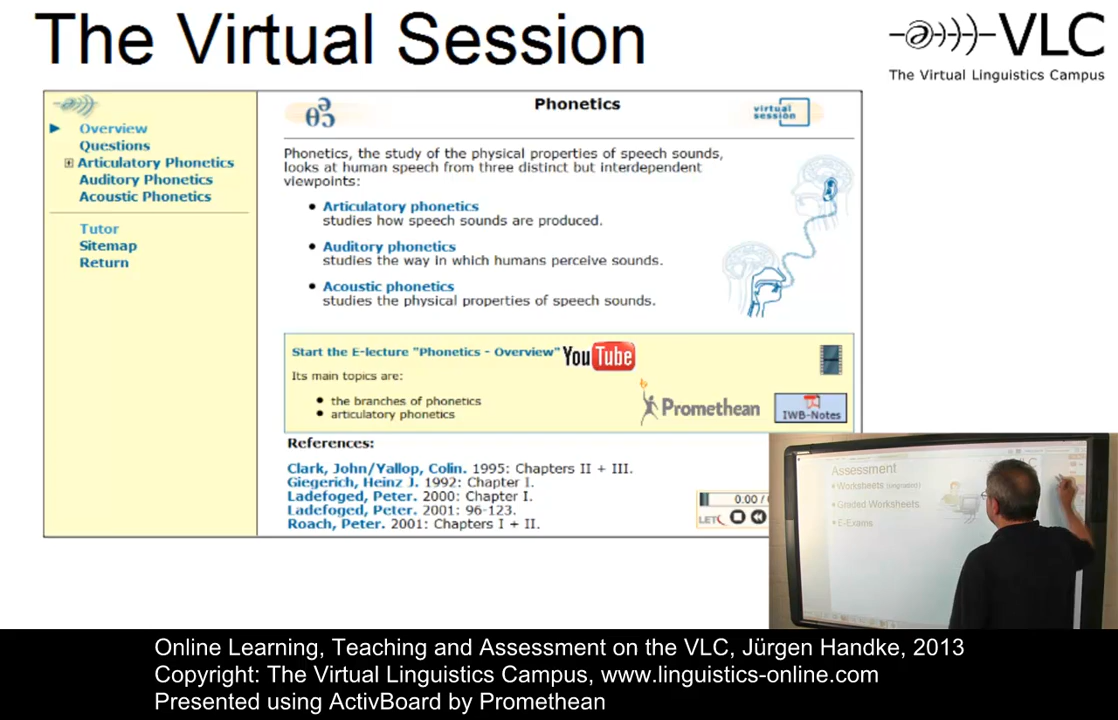 The Virtual Session
VLC
The Virtual Linguistics Campus
Overview
Questions
Articulatory Phonetics
Auditory Phonetics
Acoustic Phonetics
Tutor
Sitemap
Return
θəɔ
Phonetics
virtual session
Phonetics, the study of the physical properties of speech sounds,
looks at human speech from three distinct but interdependent
viewpoints:
• Articulatory phonetics
studies how speech sounds are produced.
• Auditory phonetics
studies the way in which humans perceive sounds.
• Acoustic phonetics
studies the physical properties of speech sounds.
Start the E-lecture "Phonetics - Overview" YouTube
Its main topics are:
• the branches of phonetics
• articulatory phonetics
Promethean
IWB-Notes
References:
Clark, John/Yallop, Colin. 1995: Chapters II + III.
Giegerich, Heinz J. 1992: Chapter I.
Ladefoged, Peter. 2000: Chapter I.
Ladefoged, Peter. 2001: 96-123.
Roach, Peter. 2001: Chapters I + II.
0.00 /
LET
Assessment
• Worksheets (ungraded)
• Graded Worksheets
• E-Exams
VLC
Online Learning, Teaching and Assessment on the VLC, Jürgen Handke, 2013
Copyright: The Virtual Linguistics Campus, www.linguistics-online.com
Presented using ActivBoard by Promethean